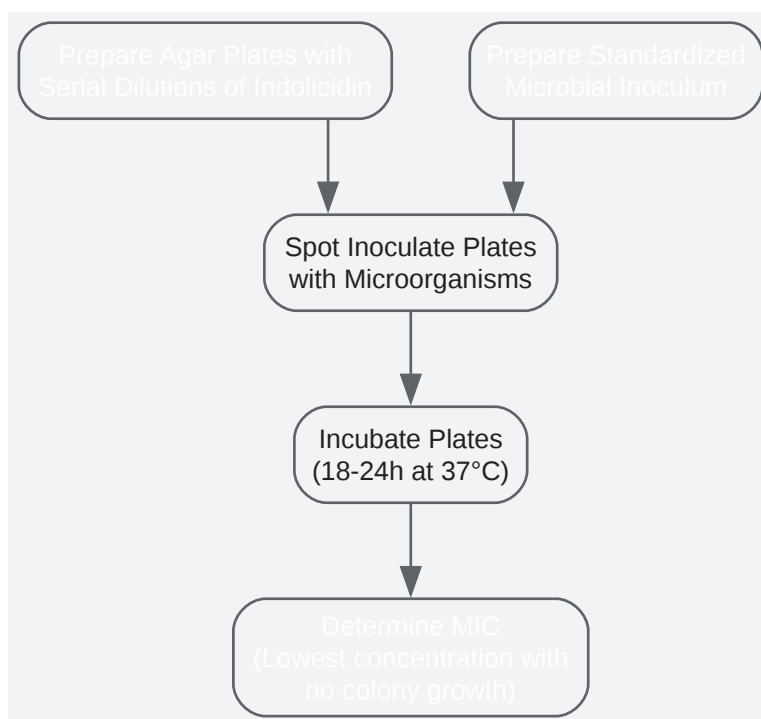 Prepare Agar Plates with
Serial Dilutions of Indolicidin
Prepare Standardized
Microbial Inoculum
Spot Inoculate Plates
with Microorganisms
Incubate Plates
(18-24h at 37°C)
Determine MIC
(Lowest concentration with
no colony growth)